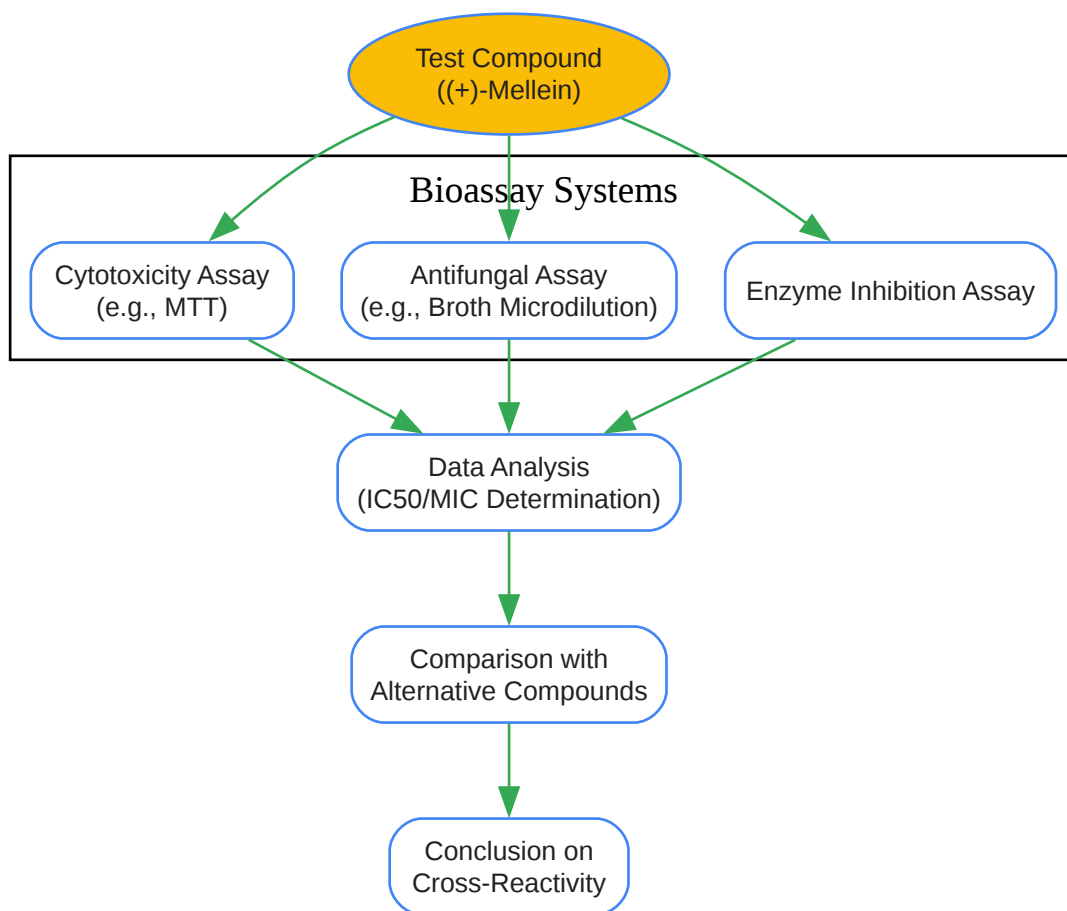 Test Compound
((+)-Mellein)
Bioassay Systems
Cytotoxicity Assay
(e.g., MTT)
Antifungal Assay
(e.g., Broth Microdilution)
Enzyme Inhibition Assay
Data Analysis
(IC50/MIC Determination)
Comparison with
Alternative Compounds
Conclusion on
Cross-Reactivity